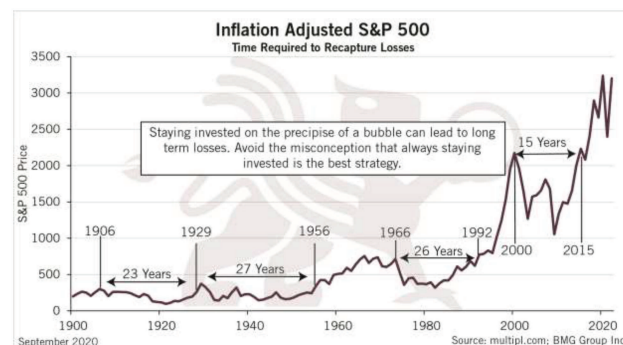 Inflation Adjusted S&P 500
Time Required to Recapture Losses
S&P 500 Price
3500
3000
2500
2000
1500
1000
500
0
Staying invested on the precipise of a bubble can lead to long
term losses. Avoid the misconception that always staying
invested is the best strategy.
15 Years
1906
1929
1956
1966
1992
2000
2015
23 Years
27 Years
26 Years
1900
1920
1940
1960
1980
2000
2020
September 2020
Source: multipl.com; BMG Group Inc